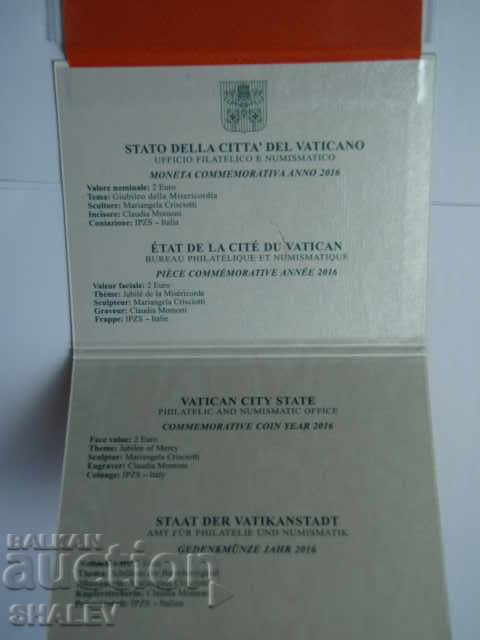 STATO DELLA CITTA' DEL VATICANO
UFFICIO FILATELICO E NUMISMATICO
MONETA COMMEMORATIVA ANNO 2016
Valore nominale: 2 Euro
Tema: Giubileo della Misericordia
Scultore: Mariangela Crisciotti
Incisore: Claudia Momoni
Coniazione: IPZS – Italia
ÉTAT DE LA CITÉ DU VATICAN
BUREAU PHILATÉLIQUE ET NUMISMATIQUE
PIÈCE COMMÉMORATIVE ANNÉE 2016
Valeur faciale: 2 Euro
Thème: Jubilé de la Miséricorde
Sculpteur: Mariangela Crisciotti
Graveur: Claudia Momoni
Frappe: IPZS – Italie
VATICAN CITY STATE
PHILATELIC AND NUMISMATIC OFFICE
COMMEMORATIVE COIN YEAR 2016
Face value: 2 Euro
Theme: Jubilee of Mercy
Sculptor: Mariangela Crisciotti
Engraver: Claudia Momoni
Coinage: IPZS – Italy
STAAT DER VATIKANSTADT
AMT FÜR PHILATELIE UND NUMISMATIK
GEDENKMÜNZE JAHR 2016
Thema: Jubiläum der
Claudia Momoni
IPZS – Italien
BALKAN
auction
SHALEV